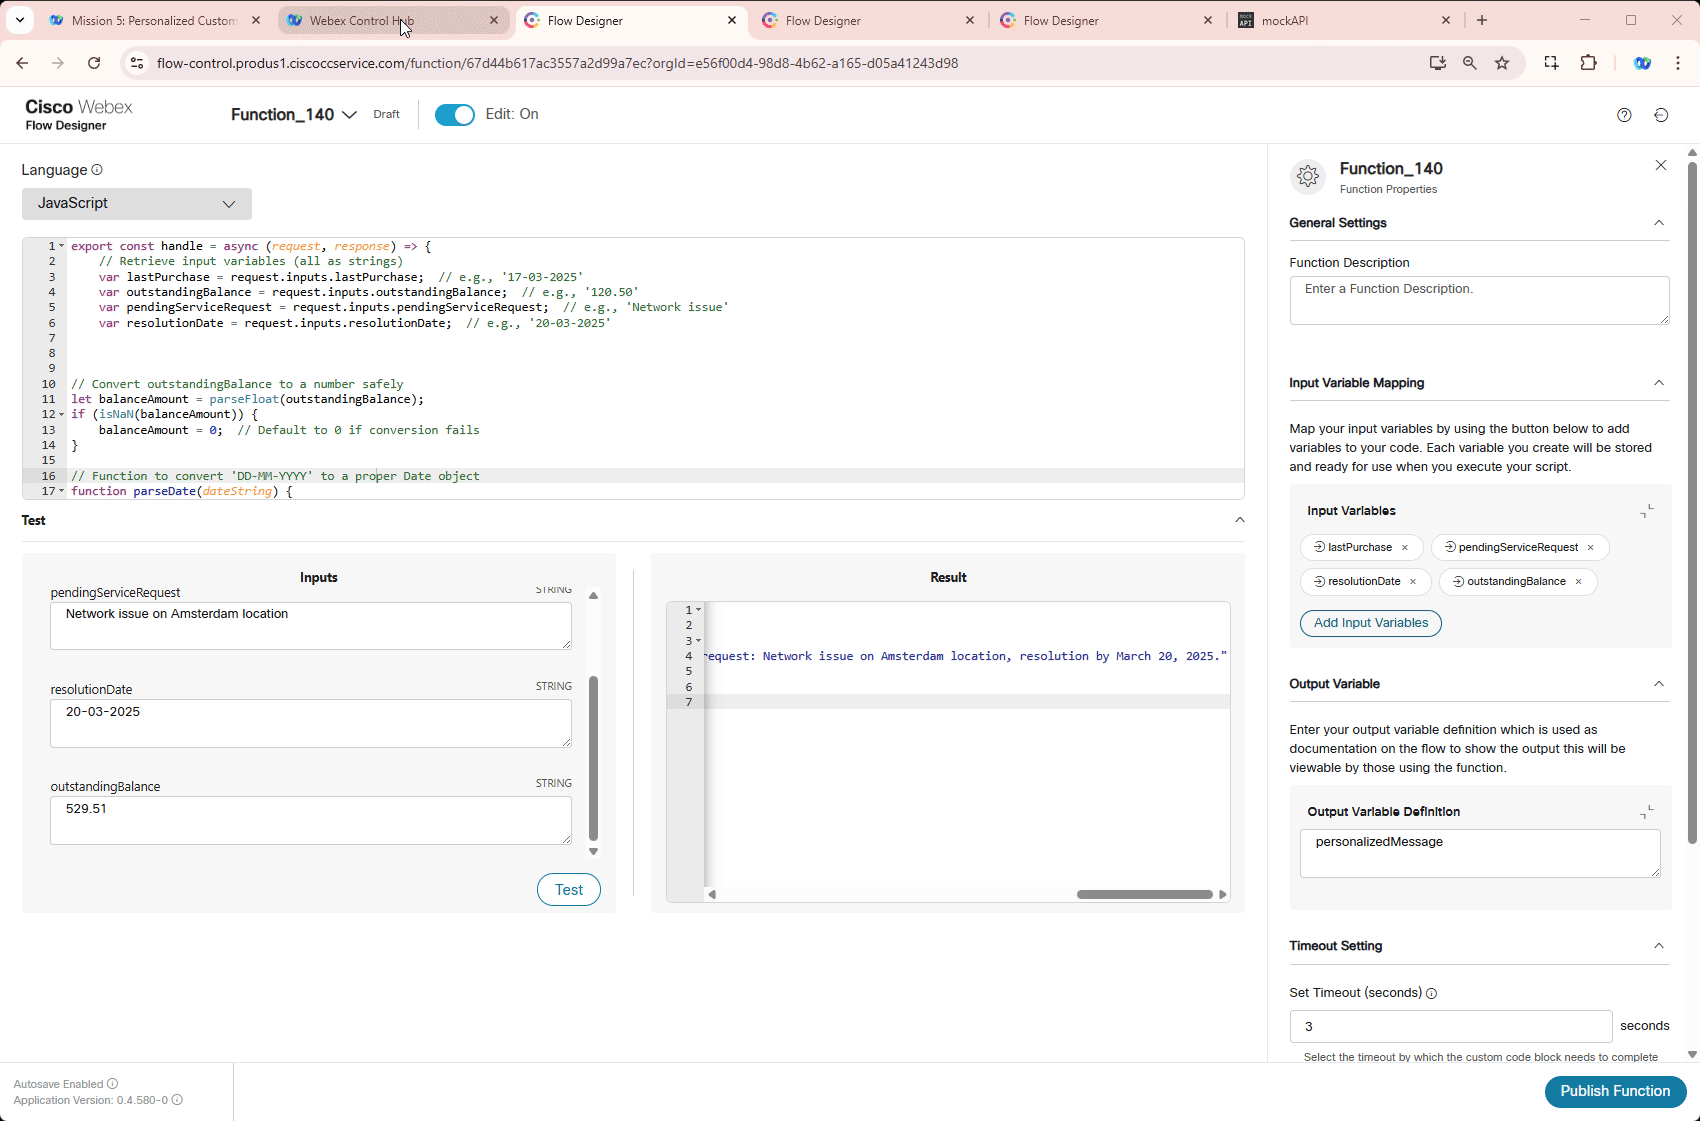 Mission 5: Personalized Custom
Webex Control Hub
Flow Designer
Flow Designer
Flow Designer
mock API
mockAPI
flow-control.produs1.ciscoccservice.com/function/67d44b617ac3557a2d99a7ec?orgId=e56f00d4-98d8-4b62-a165-d05a41243d98
Cisco Webex
Flow Designer
Function_140
Draft
Edit: On
Language
JavaScript
1 export const handle = async (request, response) => {
2 // Retrieve input variables (all as strings)
3 var lastPurchase = request.inputs.lastPurchase; // e.g., '17-03-2025'
4 var outstandingBalance = request.inputs.outstandingBalance; // e.g., '120.50'
5 var pendingServiceRequest = request.inputs.pendingServiceRequest; // e.g., 'Network issue'
6 var resolutionDate = request.inputs.resolutionDate; // e.g., '20-03-2025'
7
8
9
10 // Convert outstandingBalance to a number safely
11 let balanceAmount = parseFloat(outstandingBalance);
12 if (isNaN(balanceAmount)) {
13 balanceAmount = 0; // Default to 0 if conversion fails
14 }
15
16 // Function to convert 'DD-MM-YYYY' to a proper Date object
17 function parseDate(dateString) {
Test
Inputs
pendingServiceRequest STRING
Network issue on Amsterdam location
resolutionDate STRING
20-03-2025
outstandingBalance STRING
529.51
Test
Result
1
2
3
4 request: Network issue on Amsterdam location, resolution by March 20, 2025."
5
6
7
Function_140
Function Properties
General Settings
Function Description
Enter a Function Description.
Input Variable Mapping
Map your input variables by using the button below to add
variables to your code. Each variable you create will be stored
and ready for use when you execute your script.
Input Variables
lastPurchase × pendingServiceRequest ×
resolutionDate × outstandingBalance ×
Add Input Variables
Output Variable
Enter your output variable definition which is used as
documentation on the flow to show the output this will be
viewable by those using the function.
Output Variable Definition
personalizedMessage
Timeout Setting
Set Timeout (seconds)
3 seconds
Select the timeout by which the custom code block needs to complete
Autosave Enabled
Application Version: 0.4.580-0
Publish Function